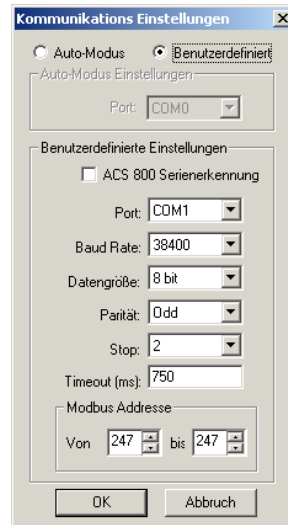 Kommunikations Einstellungen
Auto-Modus Benutzerdefiniert
Auto-Modus Einstellungen
Port: COM0
Benutzerdefinierte Einstellungen
ACS 800 Serienerkennung
Port: COM1
Baud Rate: 38400
Datengröße: 8 bit
Parität: Odd
Stop: 2
Timeout (ms): 750
Modbus Addresse
Von 247 bis 247
OK Abbruch